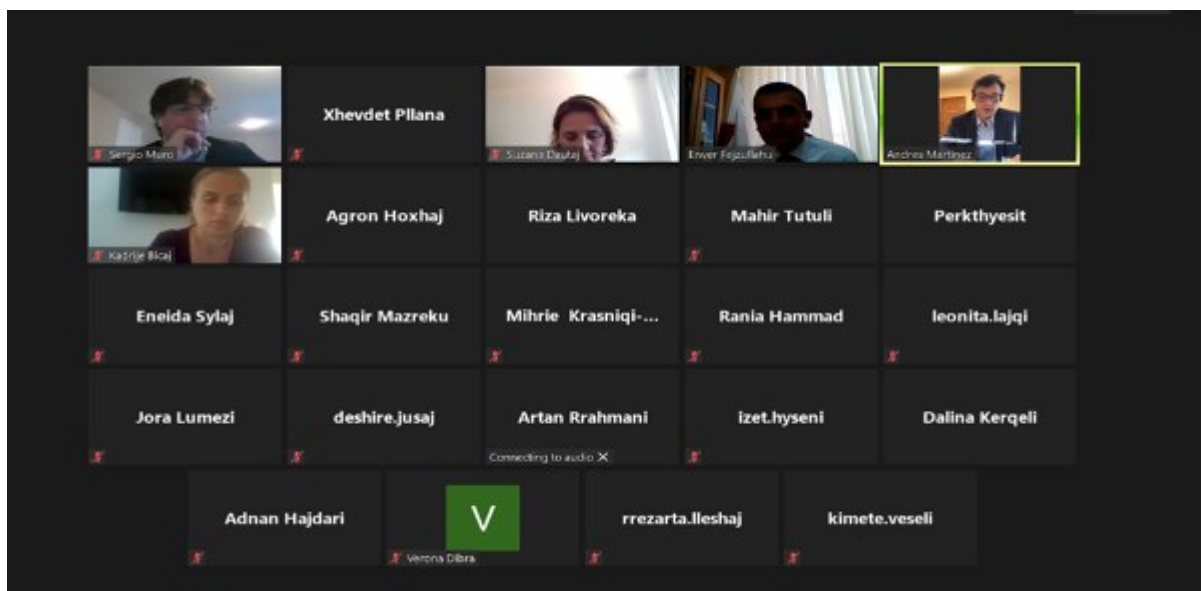 Sergio Muro
Xhevdet Pllana
Suzana Dautaj
Enver Fejzullahu
Andres Martinez
Kadrije Bicaj
Agron Hoxhaj
Riza Livoreka
Mahir Tutuli
Perkthyesit
Eneida Sylaj
Shaqir Mazreku
Mihrie Krasniqi-...
Rania Hammad
leonita.lajqi
Jora Lumezi
deshire.jusaj
Artan Rrahmani
Connecting to audio X
izet.hyseni
Dalina Kerqeli
Adnan Hajdari
V
Verona Dibra
rrezarta.lleshaj
kimete.veseli